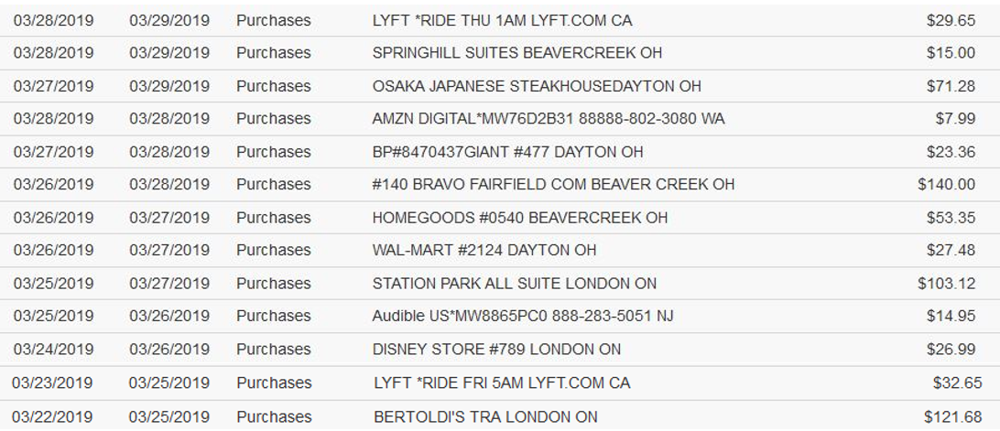 03/28/2019 03/29/2019 Purchases LYFT *RIDE THU 1AM LYFT.COM CA $29.65
03/28/2019 03/29/2019 Purchases SPRINGHILL SUITES BEAVERCREEK OH $15.00
03/27/2019 03/29/2019 Purchases OSAKA JAPANESE STEAKHOUSEDAYTON OH $71.28
03/28/2019 03/28/2019 Purchases AMZN DIGITAL*MW76D2B31 88888-802-3080 WA $7.99
03/27/2019 03/28/2019 Purchases BP#8470437GIANT #477 DAYTON OH $23.36
03/26/2019 03/28/2019 Purchases #140 BRAVO FAIRFIELD COM BEAVER CREEK OH $140.00
03/26/2019 03/27/2019 Purchases HOMEGOODS #0540 BEAVERCREEK OH $53.35
03/26/2019 03/27/2019 Purchases WAL-MART #2124 DAYTON OH $27.48
03/25/2019 03/27/2019 Purchases STATION PARK ALL SUITE LONDON ON $103.12
03/25/2019 03/26/2019 Purchases Audible US*MW8865PC0 888-283-5051 NJ $14.95
03/24/2019 03/26/2019 Purchases DISNEY STORE #789 LONDON ON $26.99
03/23/2019 03/25/2019 Purchases LYFT *RIDE FRI 5AM LYFT.COM CA $32.65
03/22/2019 03/25/2019 Purchases BERTOLDI'S TRA LONDON ON $121.68